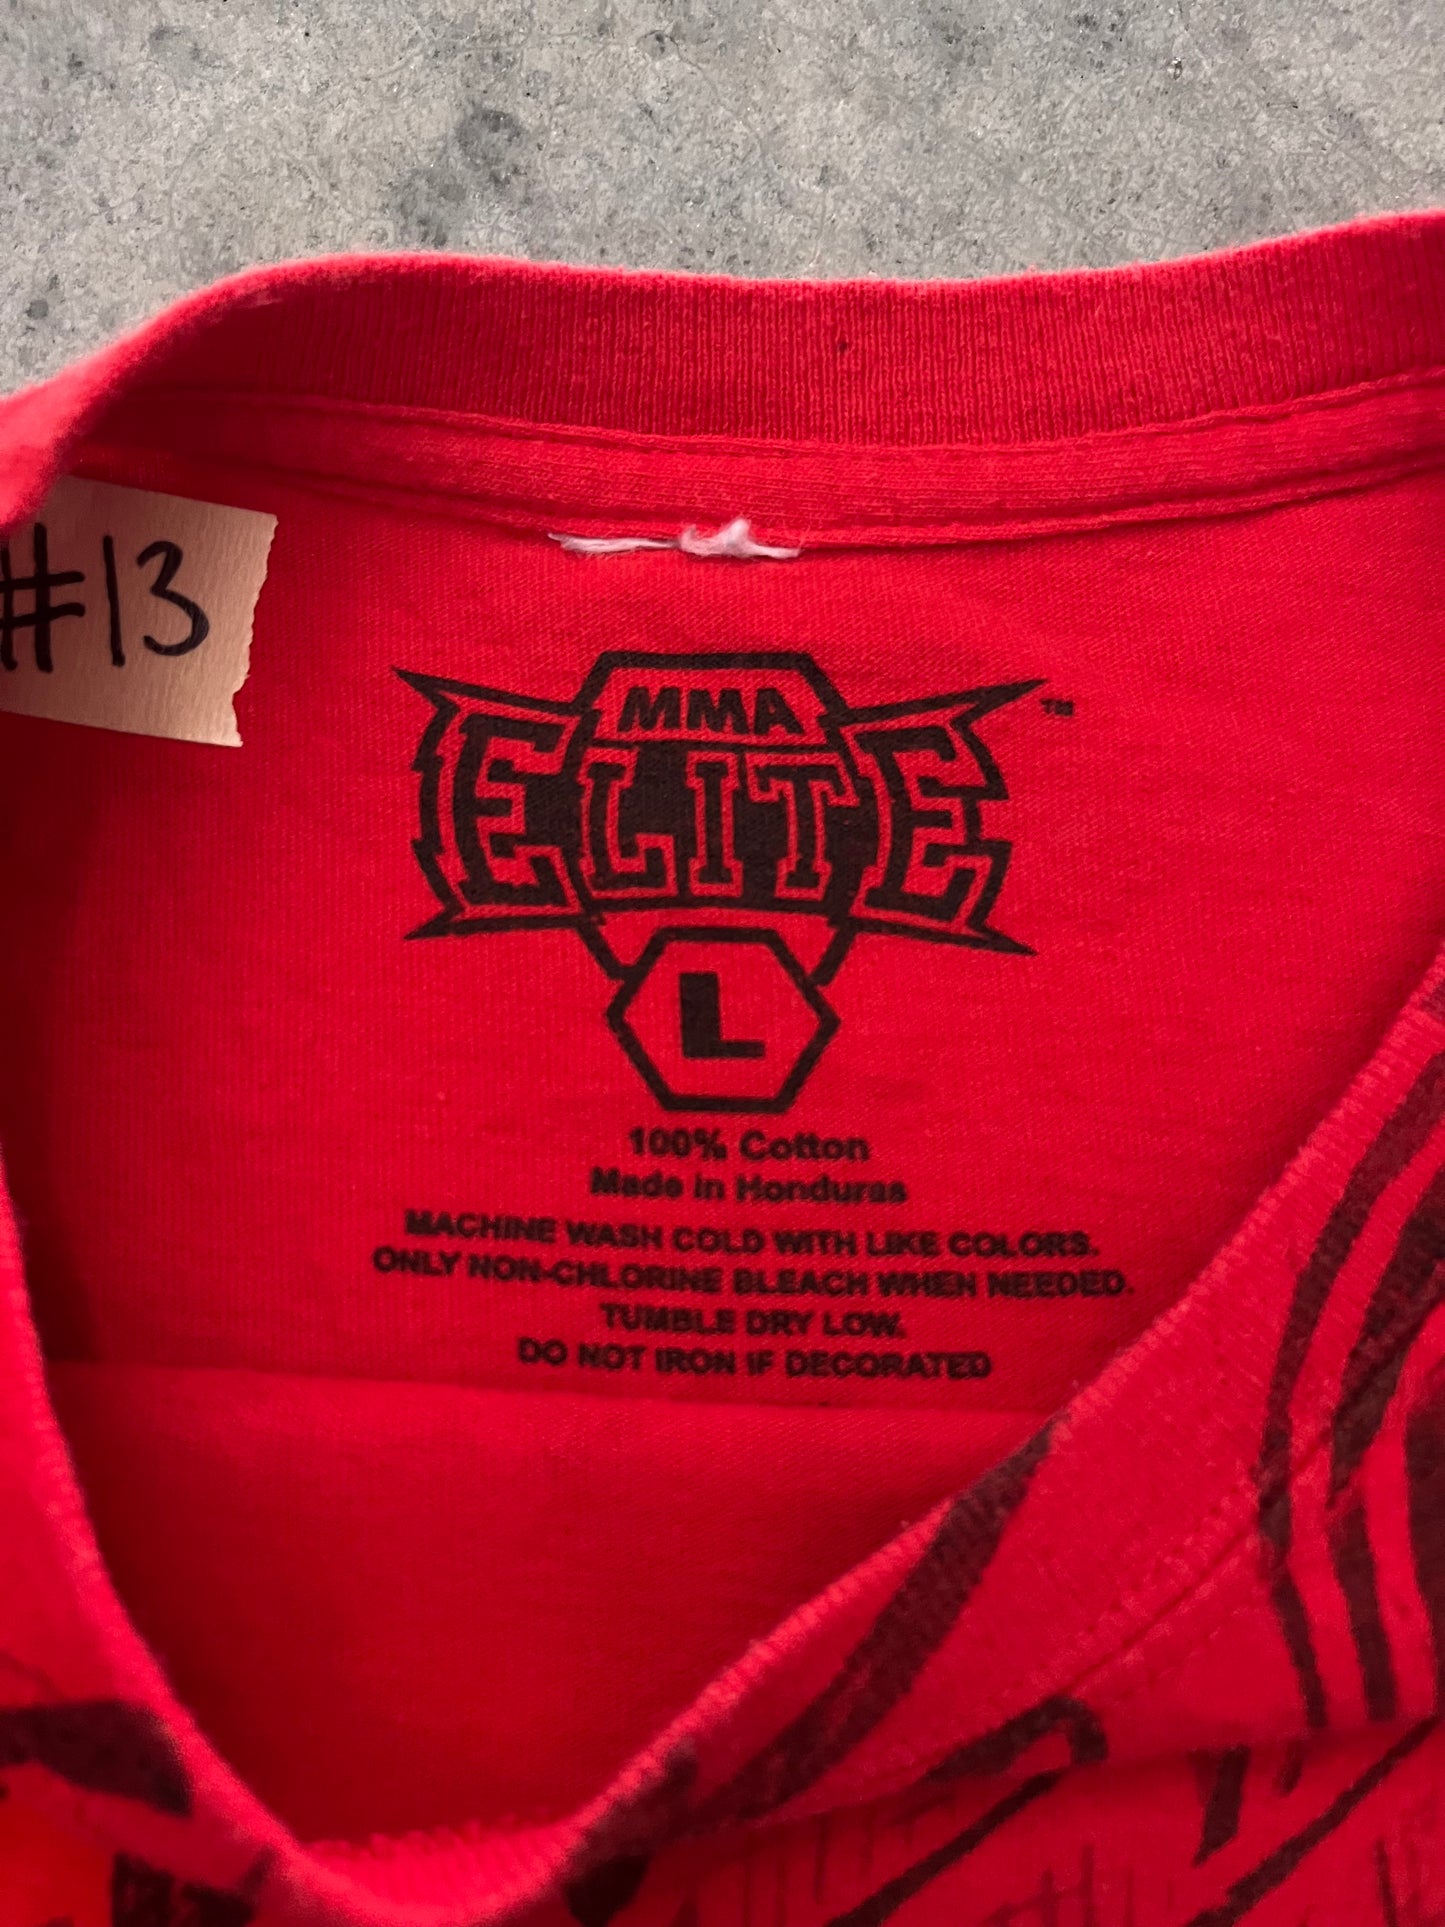 #13
MMA
ELITE
TM
L
100% Cotton
Made in Honduras
MACHINE WASH COLD WITH LIKE COLORS.
ONLY NON-CHLORINE BLEACH WHEN NEEDED.
TUMBLE DRY LOW.
DO NOT IRON IF DECORATED